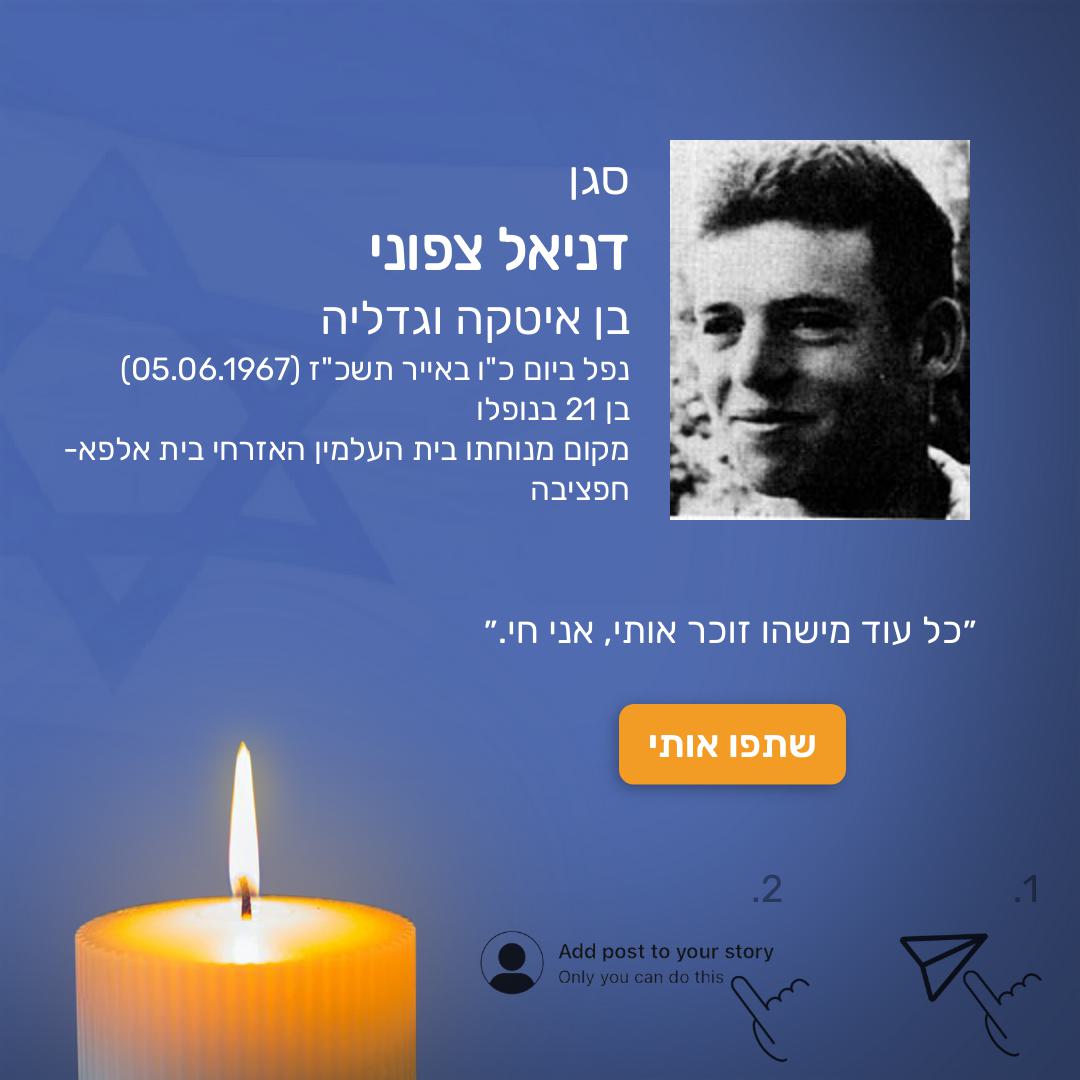 סגן
דניאל צפוני
בן איטקה וגדליה
נפל ביום כ"ו באייר תשכ"ז (05.06.1967)
בן 21 בנופלו
מקום מנוחתו בית העלמין האזרחי בית אלפא-
חפציבה
״כל עוד מישהו זוכר אותי, אני חי.״
שתפו אותי
.1
.2
Add post to your story
Only you can do this